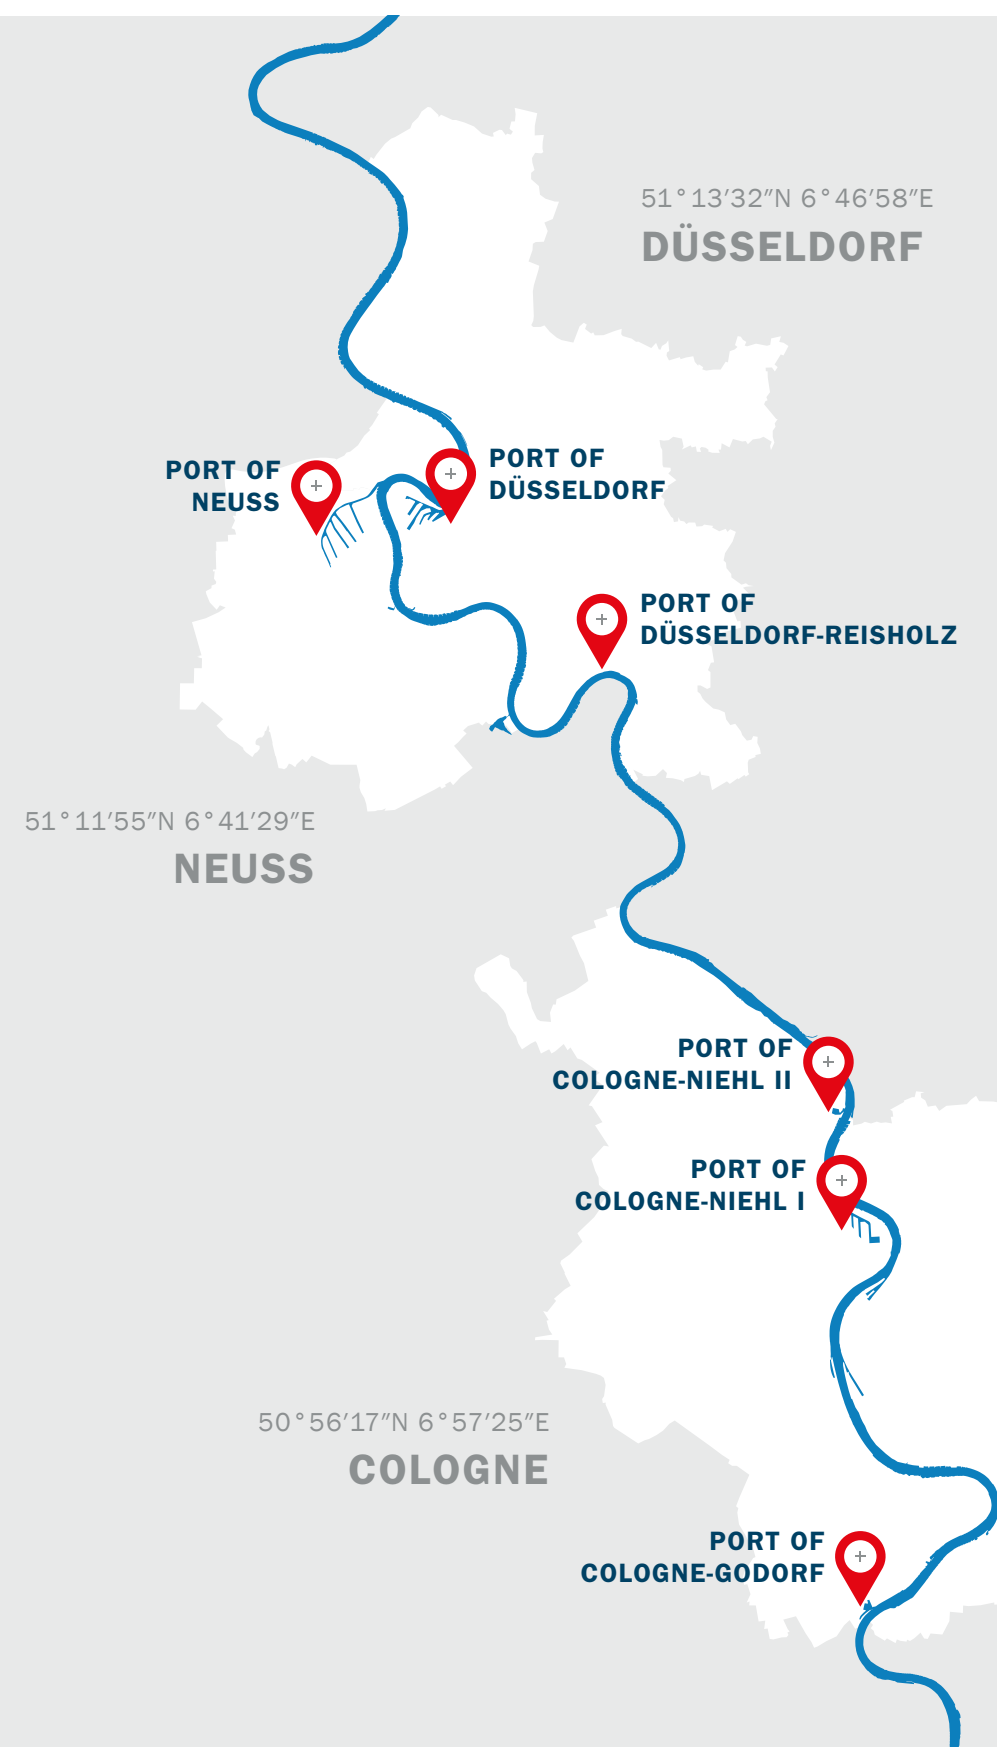 51°13′32″N 6°46′58″E
DÜSSELDORF
PORT OF
NEUSS
PORT OF
DÜSSELDORF
PORT OF
DÜSSELDORF-REISHOLZ
51°11′55″N 6°41′29″E
NEUSS
PORT OF
COLOGNE-NIEHL II
PORT OF
COLOGNE-NIEHL I
50°56′17″N 6°57′25″E
COLOGNE
PORT OF
COLOGNE-GODORF